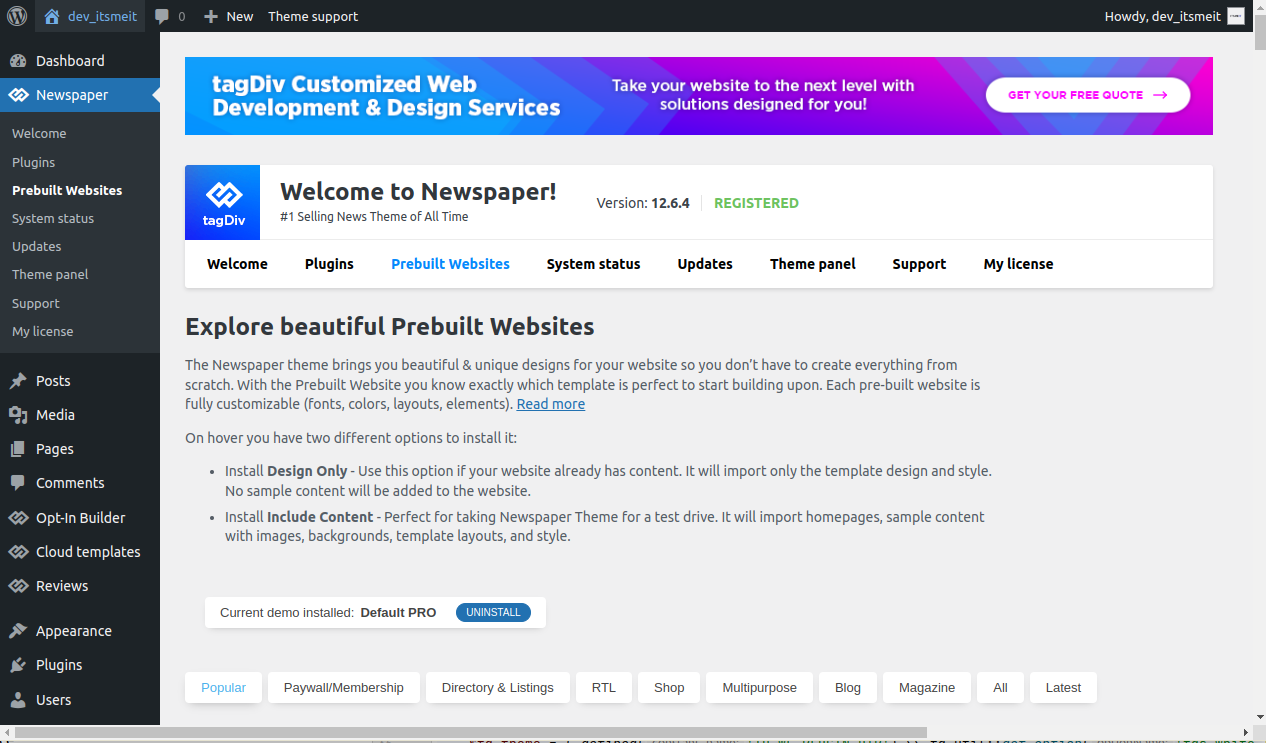 dev_itsmeit
0
New
Theme support
Howdy, dev_itsmeit
Dashboard
Newspaper
Welcome
Plugins
Prebuilt Websites
System status
Updates
Theme panel
Support
My license
Posts
Media
Pages
Comments
Opt-In Builder
Cloud templates
Reviews
Appearance
Plugins
Users
tagDiv Customized Web
Development & Design Services
Take your website to the next level with
solutions designed for you!
GET YOUR FREE QUOTE
tagDiv
Welcome to Newspaper!
#1 Selling News Theme of All Time
Version: 12.6.4
REGISTERED
Welcome
Plugins
Prebuilt Websites
System status
Updates
Theme panel
Support
My license
Explore beautiful Prebuilt Websites
The Newspaper theme brings you beautiful & unique designs for your website so you don’t have to create everything from
scratch. With the Prebuilt Website you know exactly which template is perfect to start building upon. Each pre-built website is
fully customizable (fonts, colors, layouts, elements). Read more
On hover you have two different options to install it:
• Install Design Only - Use this option if your website already has content. It will import only the template design and style.
No sample content will be added to the website.
• Install Include Content - Perfect for taking Newspaper Theme for a test drive. It will import homepages, sample content
with images, backgrounds, template layouts, and style.
Current demo installed: Default PRO
UNINSTALL
Popular
Paywall/Membership
Directory & Listings
RTL
Shop
Multipurpose
Blog
Magazine
All
Latest